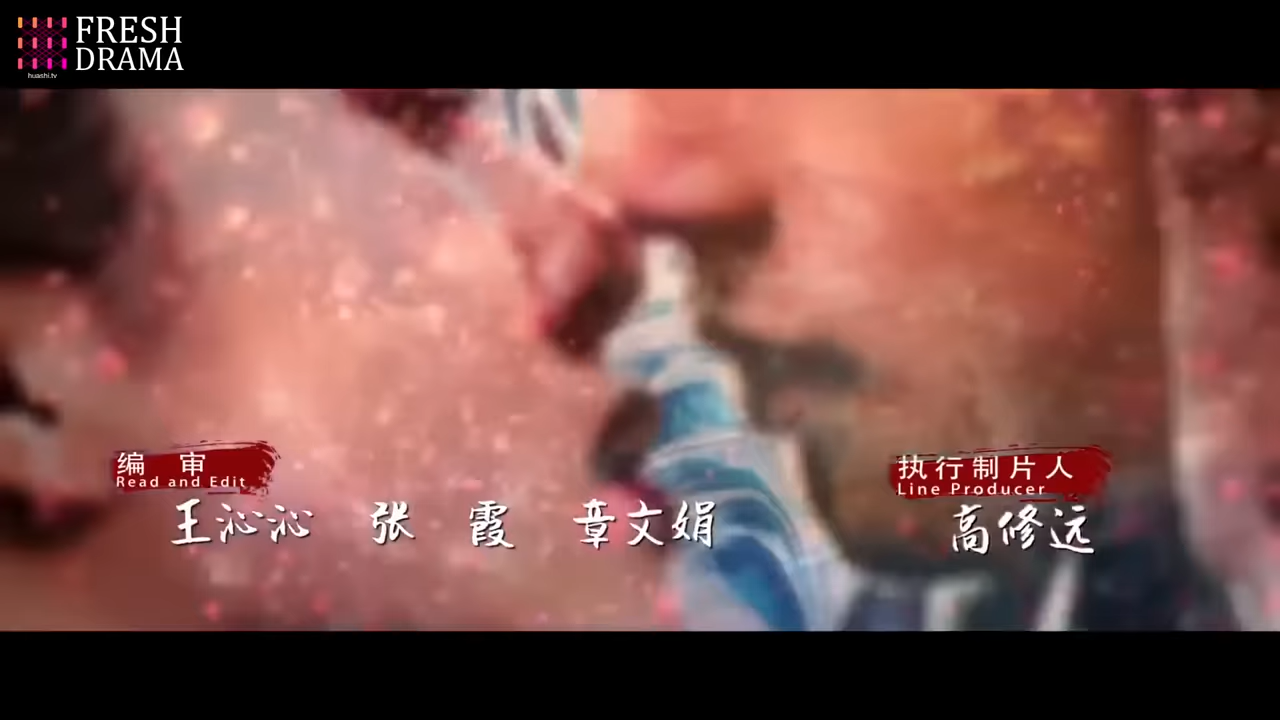 FRESH
DRAMA
huashi.tv
编 审
Read and Edit
王沁沁 张 霞 章文娟
执行制片人
Line Producer
高修远